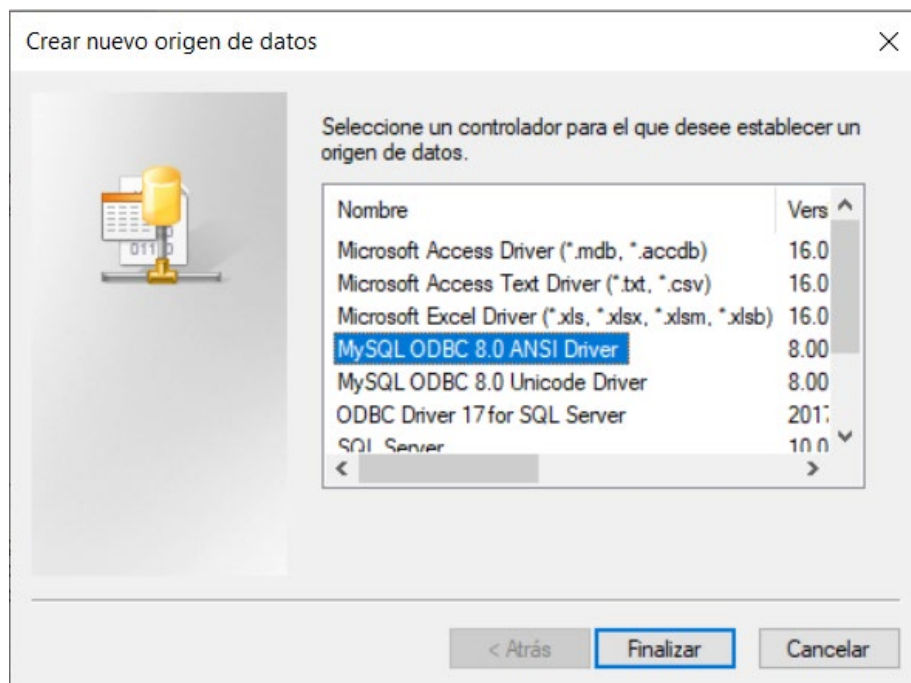 Crear nuevo origen de datos
Seleccione un controlador para el que desee establecer un
origen de datos.
Nombre Vers
Microsoft Access Driver (*.mdb, *.accdb) 16.0
Microsoft Access Text Driver (*.txt, *.csv) 16.0
Microsoft Excel Driver (*.xls, *.xlsx, *.xlsm, *.xlsb) 16.0
MySQL ODBC 8.0 ANSI Driver 8.00
MySQL ODBC 8.0 Unicode Driver 8.00
ODBC Driver 17 for SQL Server 2017.
SQL Server 10.0
< Atrás Finalizar Cancelar